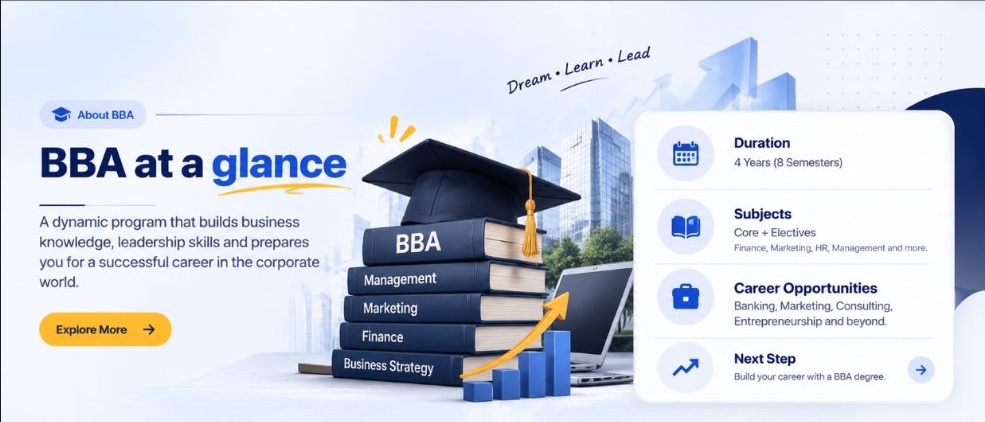 Dream • Learn • Lead
About BBA
BBA at a glance
A dynamic program that builds business
knowledge, leadership skills and prepares
you for a successful career in the corporate
world.
Explore More
BBA
Management
Marketing
Finance
Business Strategy
Duration
4 Years (8 Semesters)
Subjects
Core + Electives
Finance, Marketing, HR, Management and more.
Career Opportunities
Banking, Marketing, Consulting,
Entrepreneurship and beyond.
Next Step
Build your career with a BBA degree.